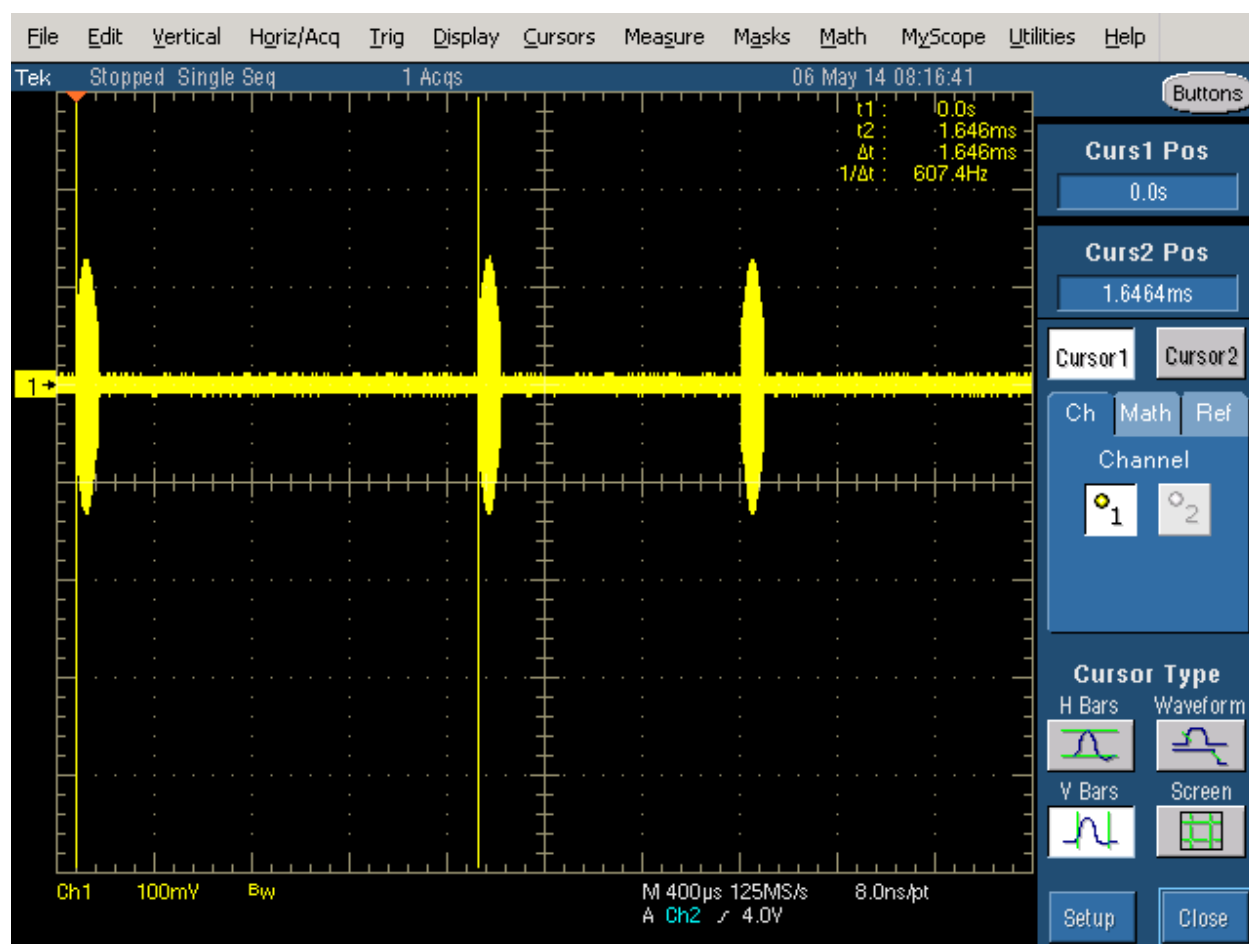 File Edit Vertical Horiz/Acq Trig Display Cursors Measure Masks Math MyScope Utilities Help
Tek Stopped Single Seq 1 Acqs 06 May 14 08:16:41
Buttons
t1 : 0.0s
t2 : 1.646ms
Δt : 1.646ms
1/Δt : 607.4Hz
Curs1 Pos
0.0s
Curs2 Pos
1.6464ms
Cursor1 Cursor2
1
Ch Math Ref
Channel
1 2
Cursor Type
H Bars Waveform
V Bars Screen
Ch1 100mV BW M 400µs 125MS/s 8.0ns/pt
A Ch2 4.0V
Setup Close